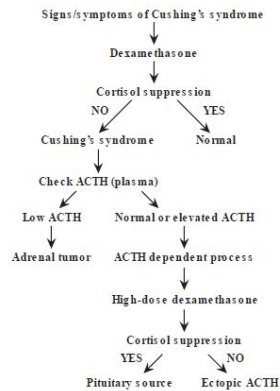 Signs/symptoms of Cushing's syndrome
Dexamethasone
Cortisol suppression
NO YES
Cushing's syndrome Normal
Check ACTH (plasma)
Low ACTH Normal or elevated ACTH
Adrenal tumor ACTH dependent process
High-dose dexamethasone
Cortisol suppression
YES NO
Pituitary source Ectopic ACTH